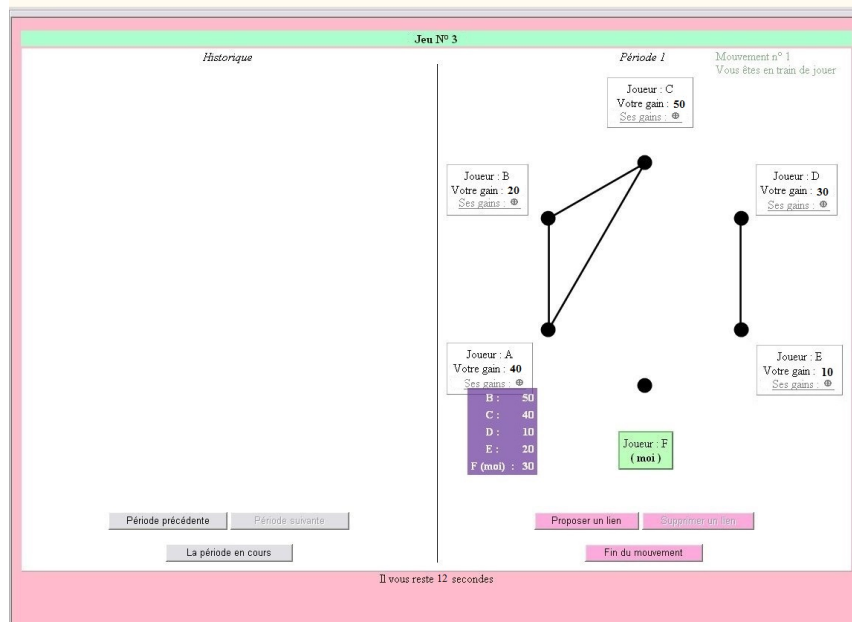 Jeu N° 3
Historique
Période 1
Mouvement n° 1
Vous êtes en train de jouer
Joueur : C
Votre gain : 50
Ses gains : ⊕
Joueur : B
Votre gain : 20
Ses gains : ⊕
Joueur : D
Votre gain : 30
Ses gains : ⊕
Joueur : A
Votre gain : 40
Ses gains : ⊕
B : 50
C : 40
D : 10
E : 20
F (moi) : 30
Joueur : E
Votre gain : 10
Ses gains : ⊕
Joueur : F
( moi )
Période précédente
Période suivante
Proposer un lien
Supprimer un lien
La période en cours
Fin du mouvement
Il vous reste 12 secondes